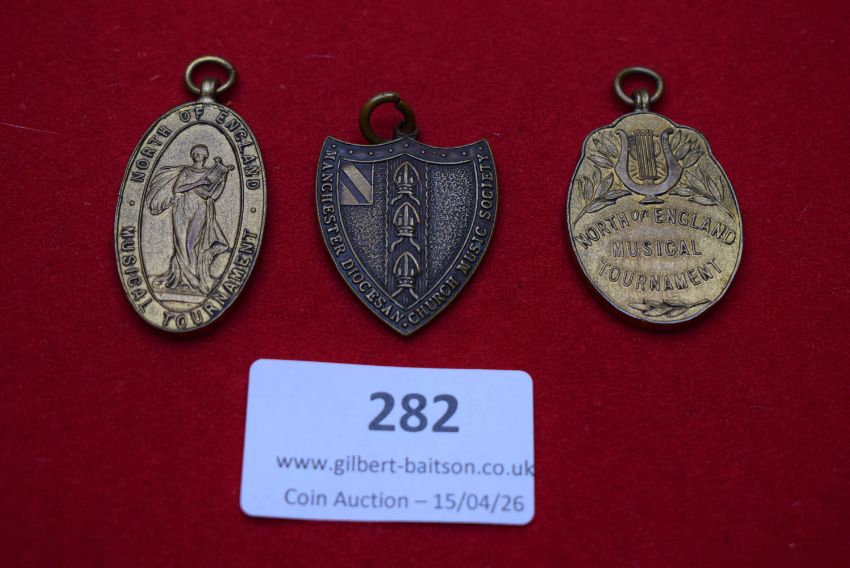 · NORTH OF ENGLAND ·
MUSICAL TOURNAMENT
· MANCHESTER DIOCESAN · CHURCH MUSIC SOCIETY ·
NORTH OF ENGLAND
MUSICAL
TOURNAMENT
282
www.gilbert-baitson.co.uk
Coin Auction – 15/04/26